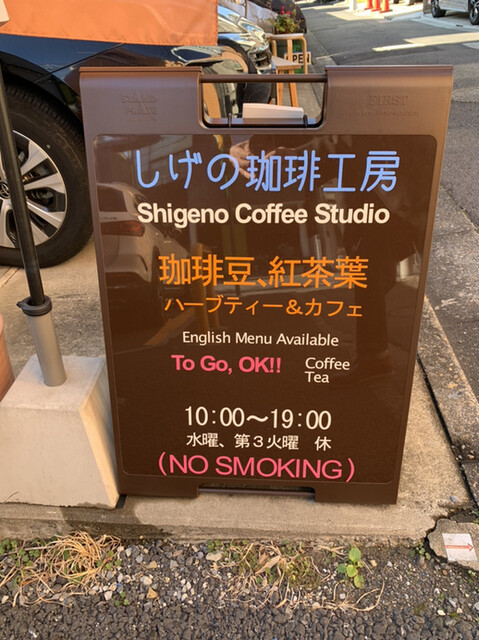 FIRST
しげの珈琲工房
Shigeno Coffee Studio
珈琲豆、紅茶葉
ハーブティー&カフェ
English Menu Available
To Go, OK!! Coffee
Tea
10:00〜19:00
水曜、第3火曜 休
(NO SMOKING)